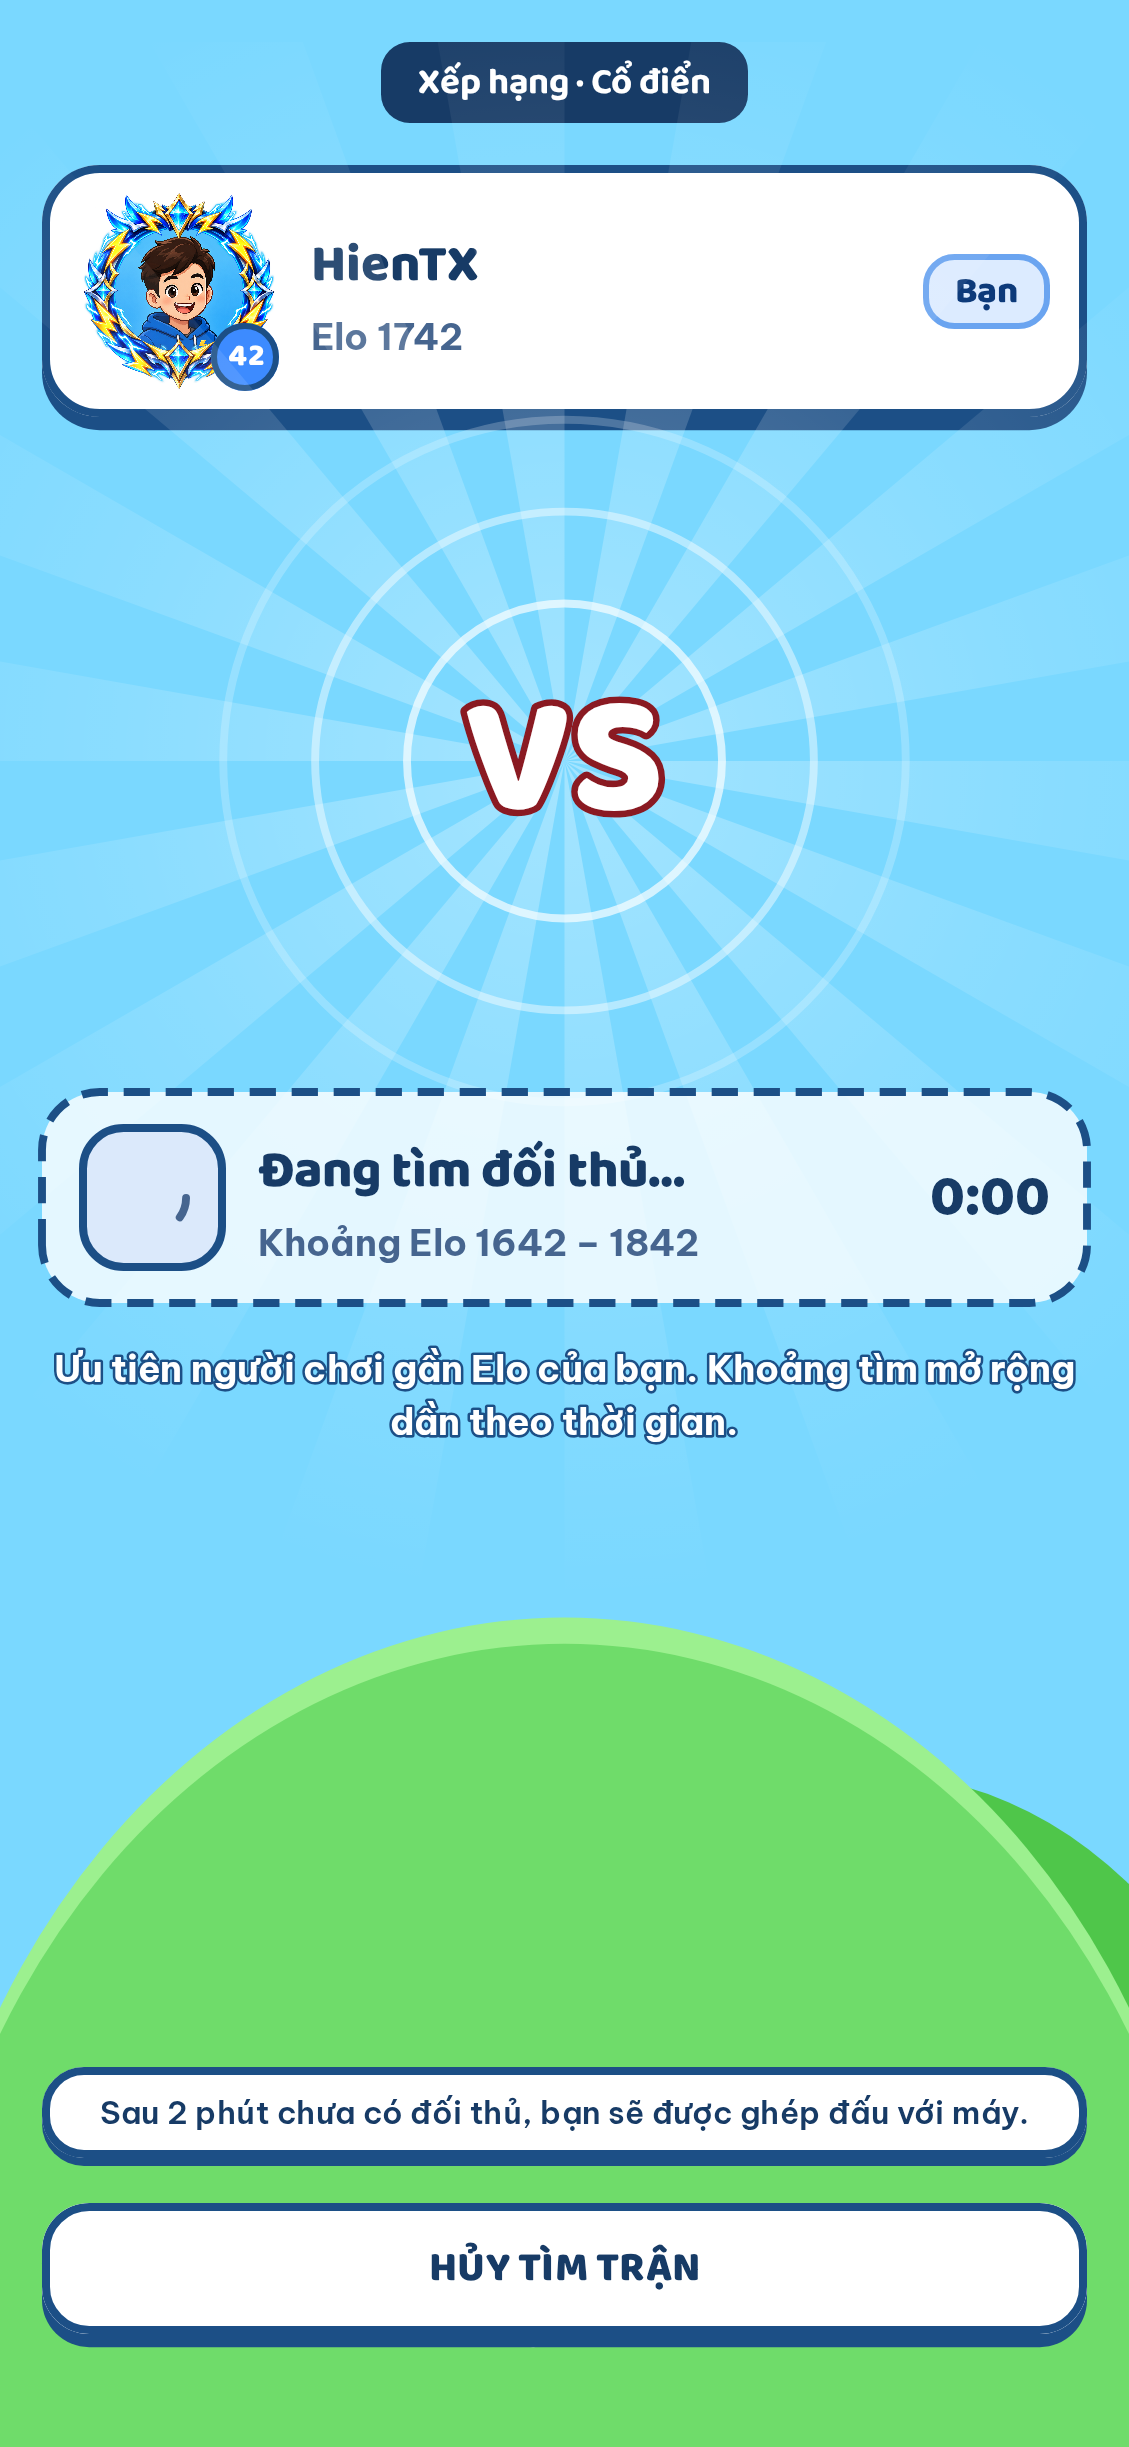 Xếp hạng · Cổ điển
HienTX
Elo 1742
42
Bạn
VS
Đang tìm đối thủ...
Khoảng Elo 1642 – 1842
0:00
Ưu tiên người chơi gần Elo của bạn. Khoảng tìm mở rộng
dần theo thời gian.
Sau 2 phút chưa có đối thủ, bạn sẽ được ghép đấu với máy.
HỦY TÌM TRẬN